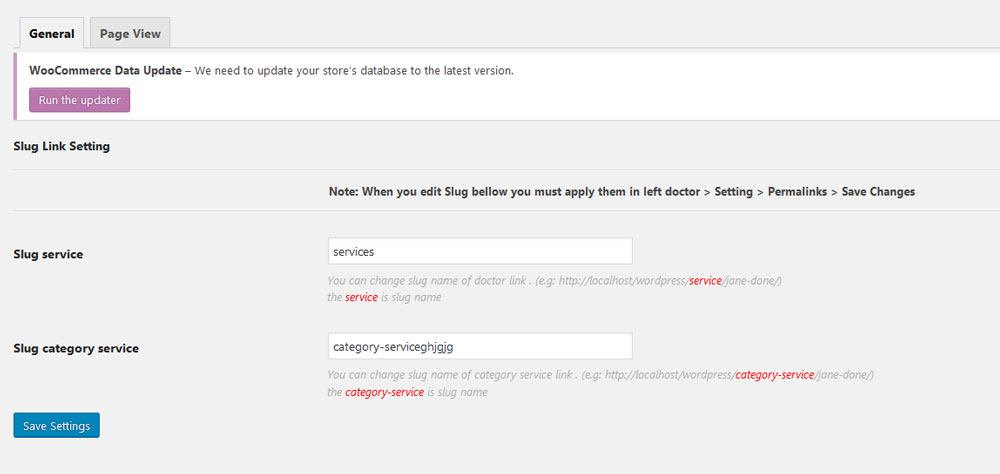 General
Page View
WooCommerce Data Update – We need to update your store's database to the latest version.
Run the updater
Slug Link Setting
Note: When you edit Slug bellow you must apply them in left doctor > Setting > Permalinks > Save Changes
Slug service
services
You can change slug name of doctor link . (e.g: http://localhost/wordpress/service/jane-done/)
the service is slug name
Slug category service
category-serviceghjgjg
You can change slug name of category service link . (e.g: http://localhost/wordpress/category-service/jane-done/)
the category-service is slug name
Save Settings